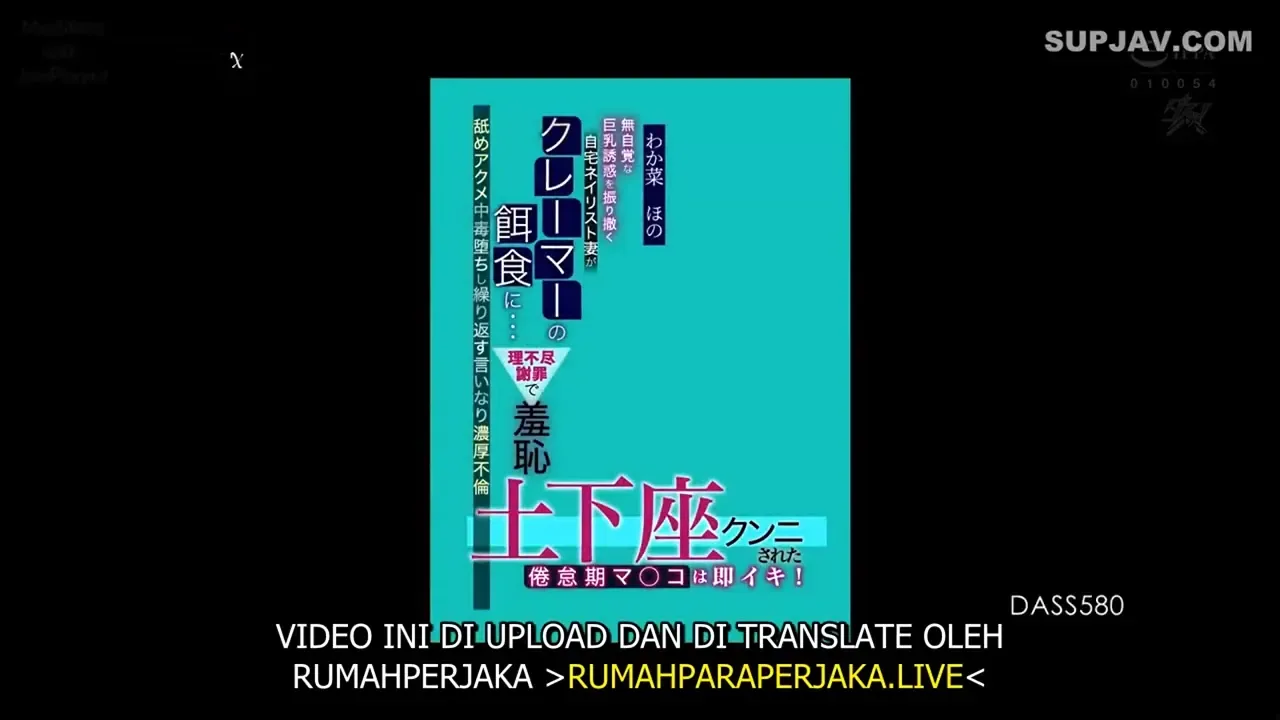 SUPJAV.COM
010054
わか菜 ほの
無自覚な
巨乳誘惑を振り撒く
自宅ネイリスト妻が
クレーマーの
餌食に…
理不尽
謝罪で
羞恥
土下座クンニ
された
倦怠期マ〇コは即イキ!
舐めアクメ中毒堕ちし繰り返す言いなり濃厚不倫
DASS580
VIDEO INI DI UPLOAD DAN DI TRANSLATE OLEH
RUMAHPERJAKA >RUMAHPARAPERJAKA.LIVE<